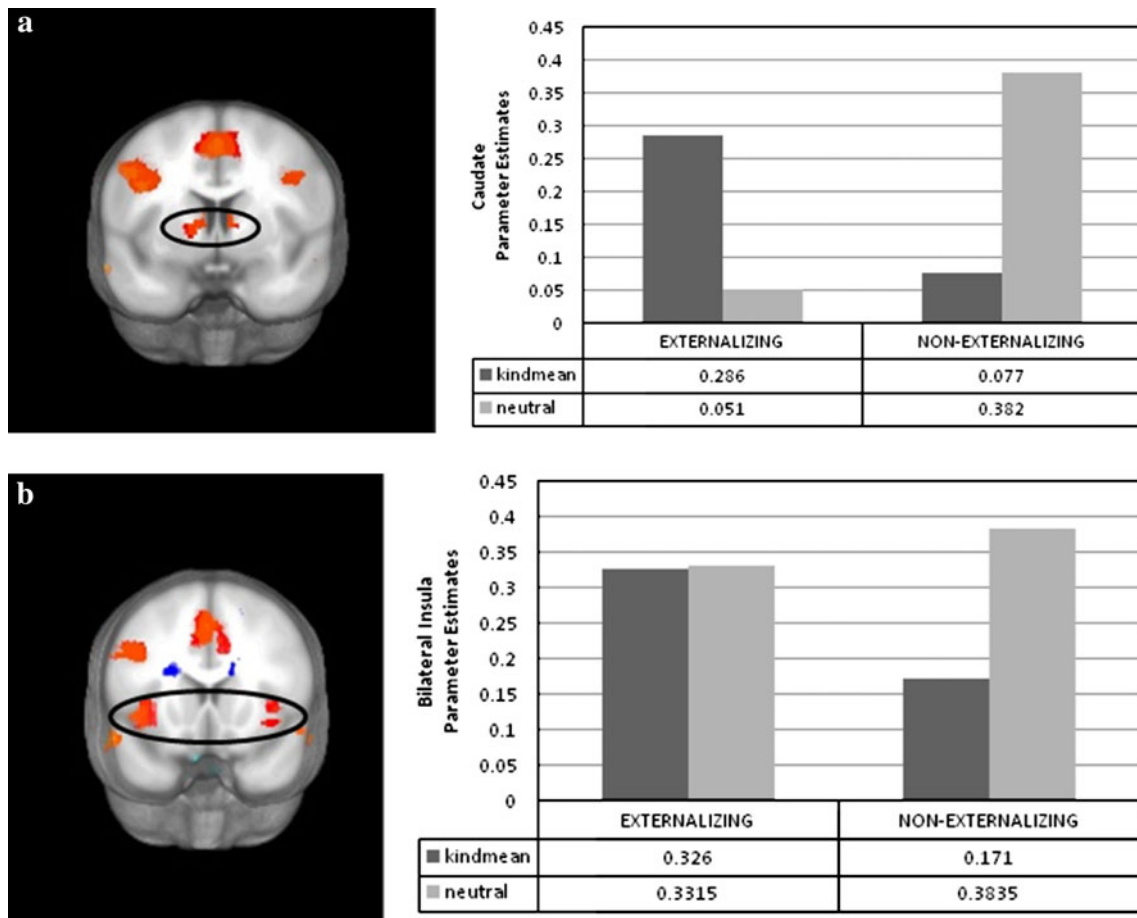 a
Caudate
Parameter Estimates
0.45
0.4
0.35
0.3
0.25
0.2
0.15
0.1
0.05
0
EXTERNALIZING NON-EXTERNALIZING
kindmean 0.286 0.077
neutral 0.051 0.382
b
Bilateral Insula
Parameter Estimates
0.45
0.4
0.35
0.3
0.25
0.2
0.15
0.1
0.05
0
EXTERNALIZING NON-EXTERNALIZING
kindmean 0.326 0.171
neutral 0.3315 0.3835